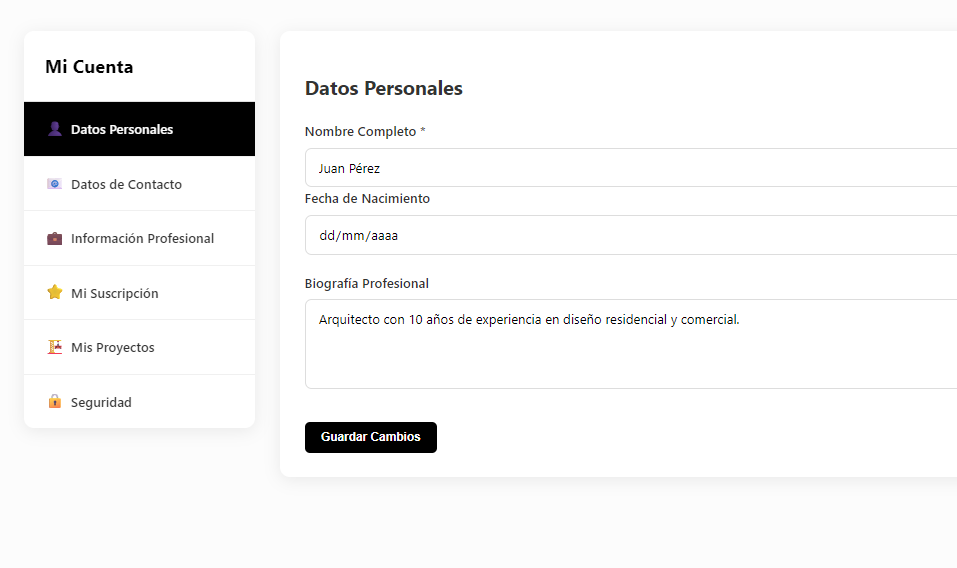 Mi Cuenta
Datos Personales
Datos de Contacto
Información Profesional
Mi Suscripción
Mis Proyectos
Seguridad
Datos Personales
Nombre Completo *
Juan Pérez
Fecha de Nacimiento
dd/mm/aaaa
Biografía Profesional
Arquitecto con 10 años de experiencia en diseño residencial y comercial.
Guardar Cambios